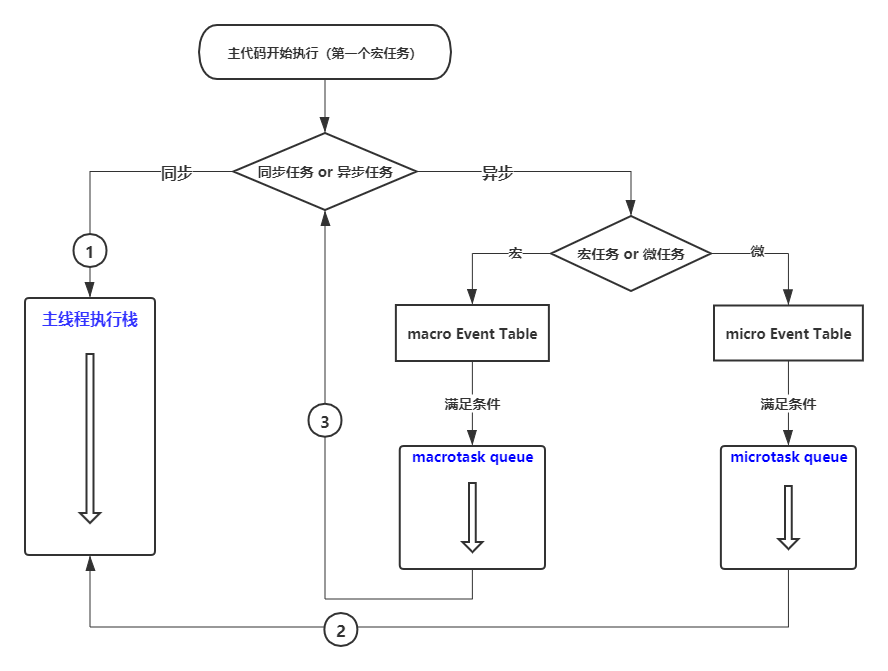 主代码开始执行（第一个宏任务）
同步
同步任务 or 异步任务
异步
1
宏
宏任务 or 微任务
微
主线程执行栈
macro Event Table
micro Event Table
满足条件
满足条件
3
macrotask queue
microtask queue
2